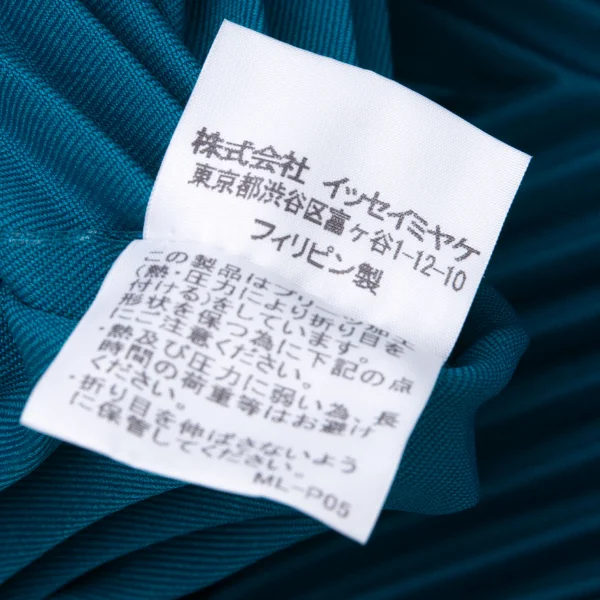 株式会社 イッセイミヤケ
東京都渋谷区富ケ谷1-12-10
フィリピン製
この製品はプリーツ加工
(熱・圧力により折り目を
付ける)をしています。
形状を保つ為に下記の点
にご注意ください。
・熱及び圧力に弱い為、長
時間の荷重等はお避け
ください。
・折り目を伸ばさないよう
に保管してください。
ML-P05